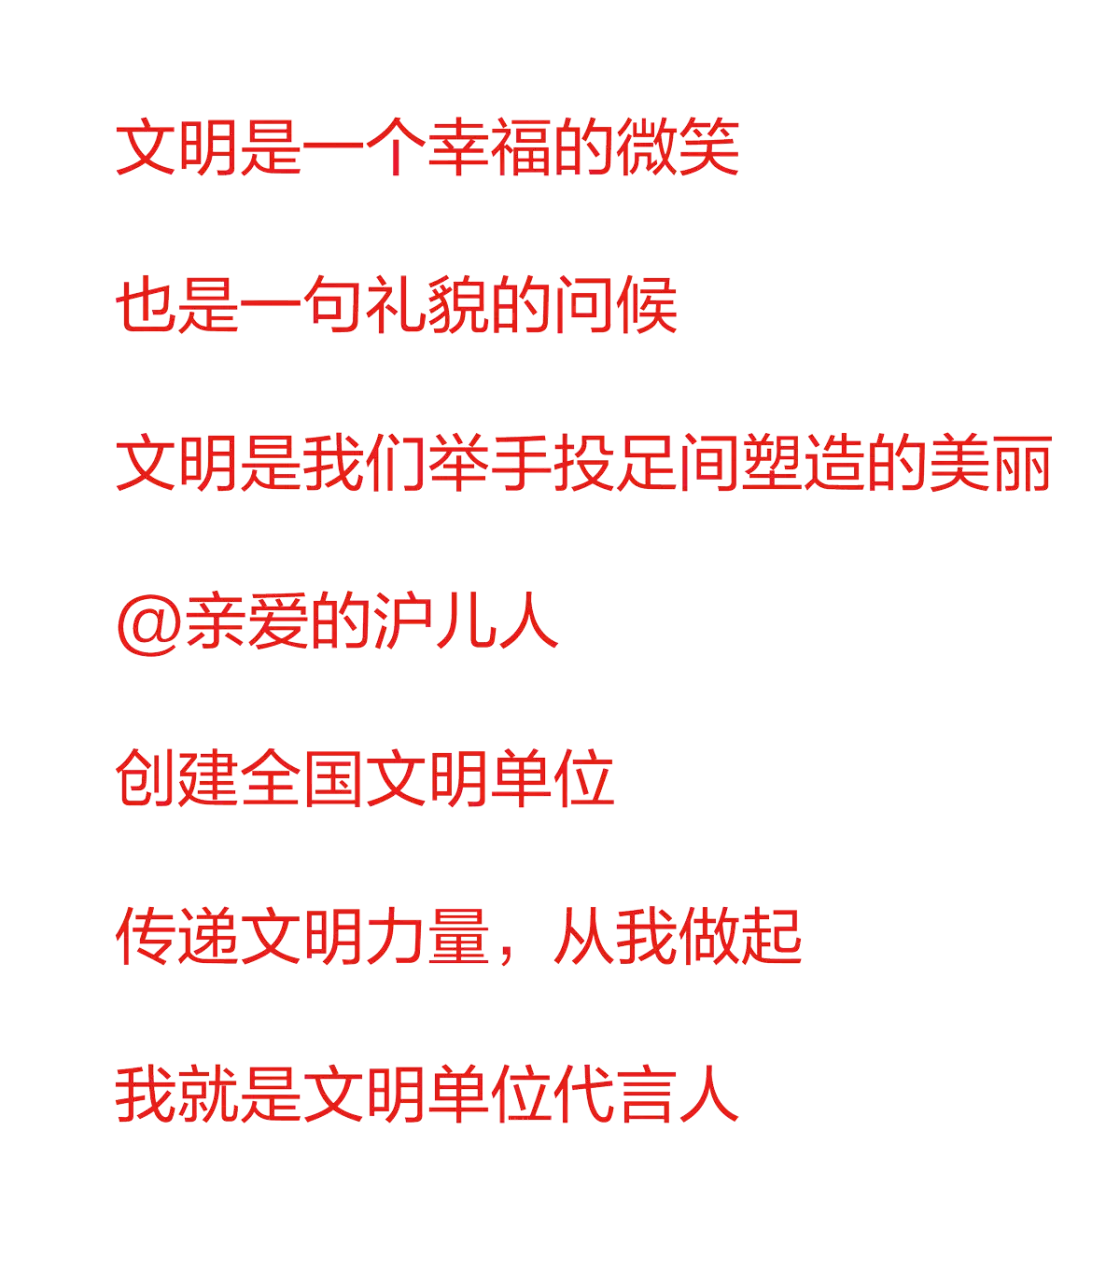 文明是一个幸福的微笑
也是一句礼貌的问候
文明是我们举手投足间塑造的美丽
@亲爱的沪儿人
创建全国文明单位
传递文明力量，从我做起
我就是文明单位代言人